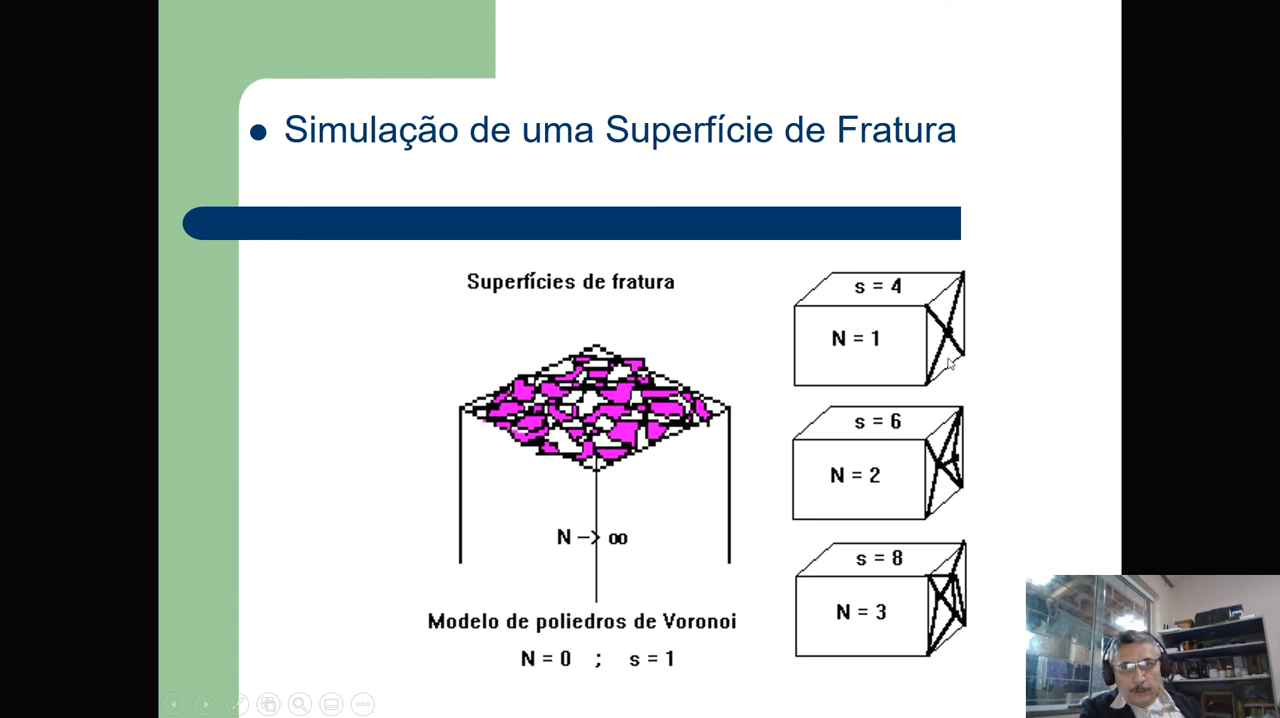 Simulação de uma Superfície de Fratura
Superfícies de fratura
N –> ∞
Modelo de poliedros de Voronoi
N = 0 ; s = 1
s = 4
N = 1
s = 6
N = 2
s = 8
N = 3